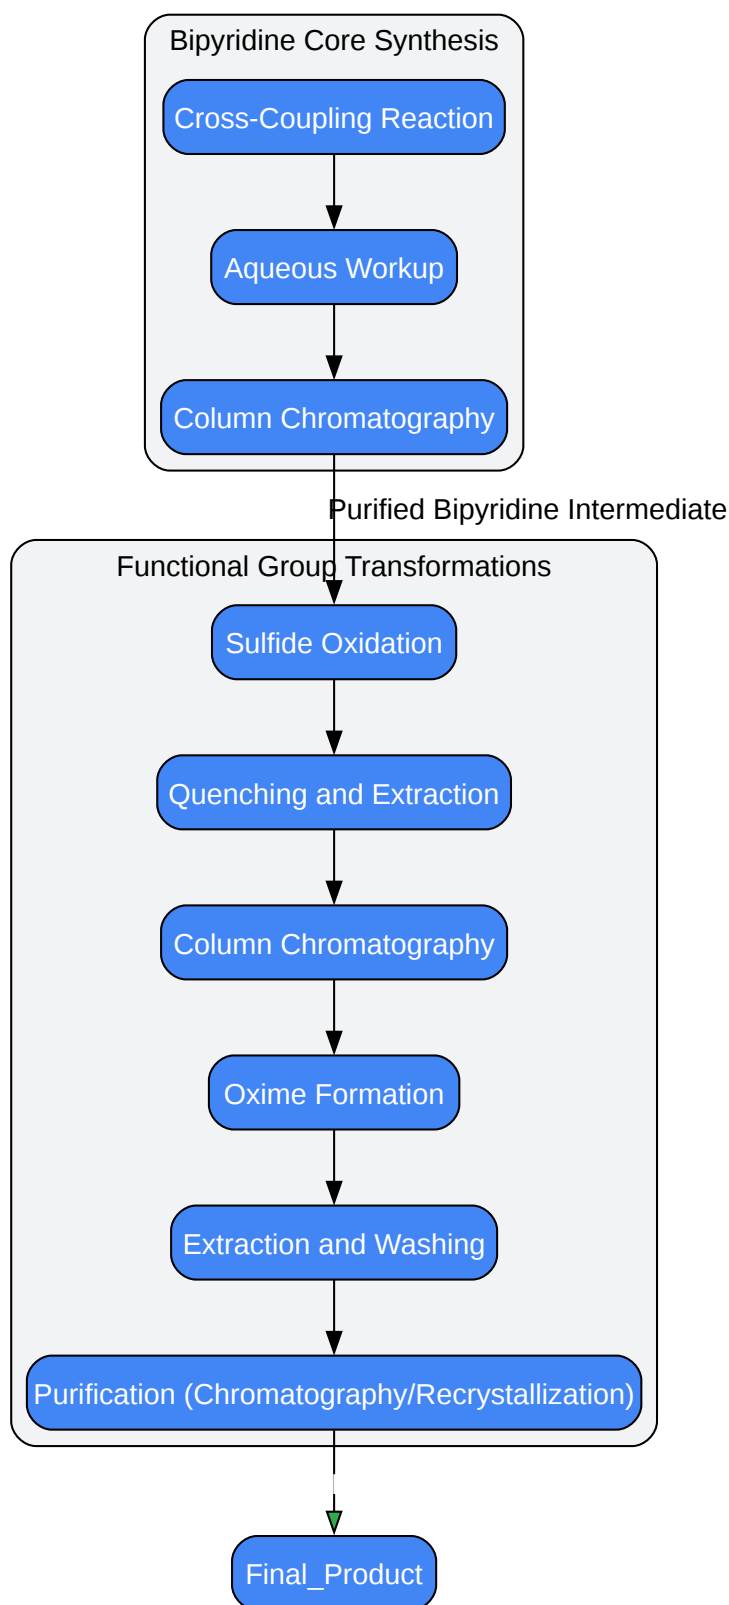 Bipyridine Core Synthesis
Cross-Coupling Reaction
Aqueous Workup
Column Chromatography
Purified Bipyridine Intermediate
Functional Group Transformations
Sulfide Oxidation
Quenching and Extraction
Column Chromatography
Oxime Formation
Extraction and Washing
Purification (Chromatography/Recrystallization)
Final_Product